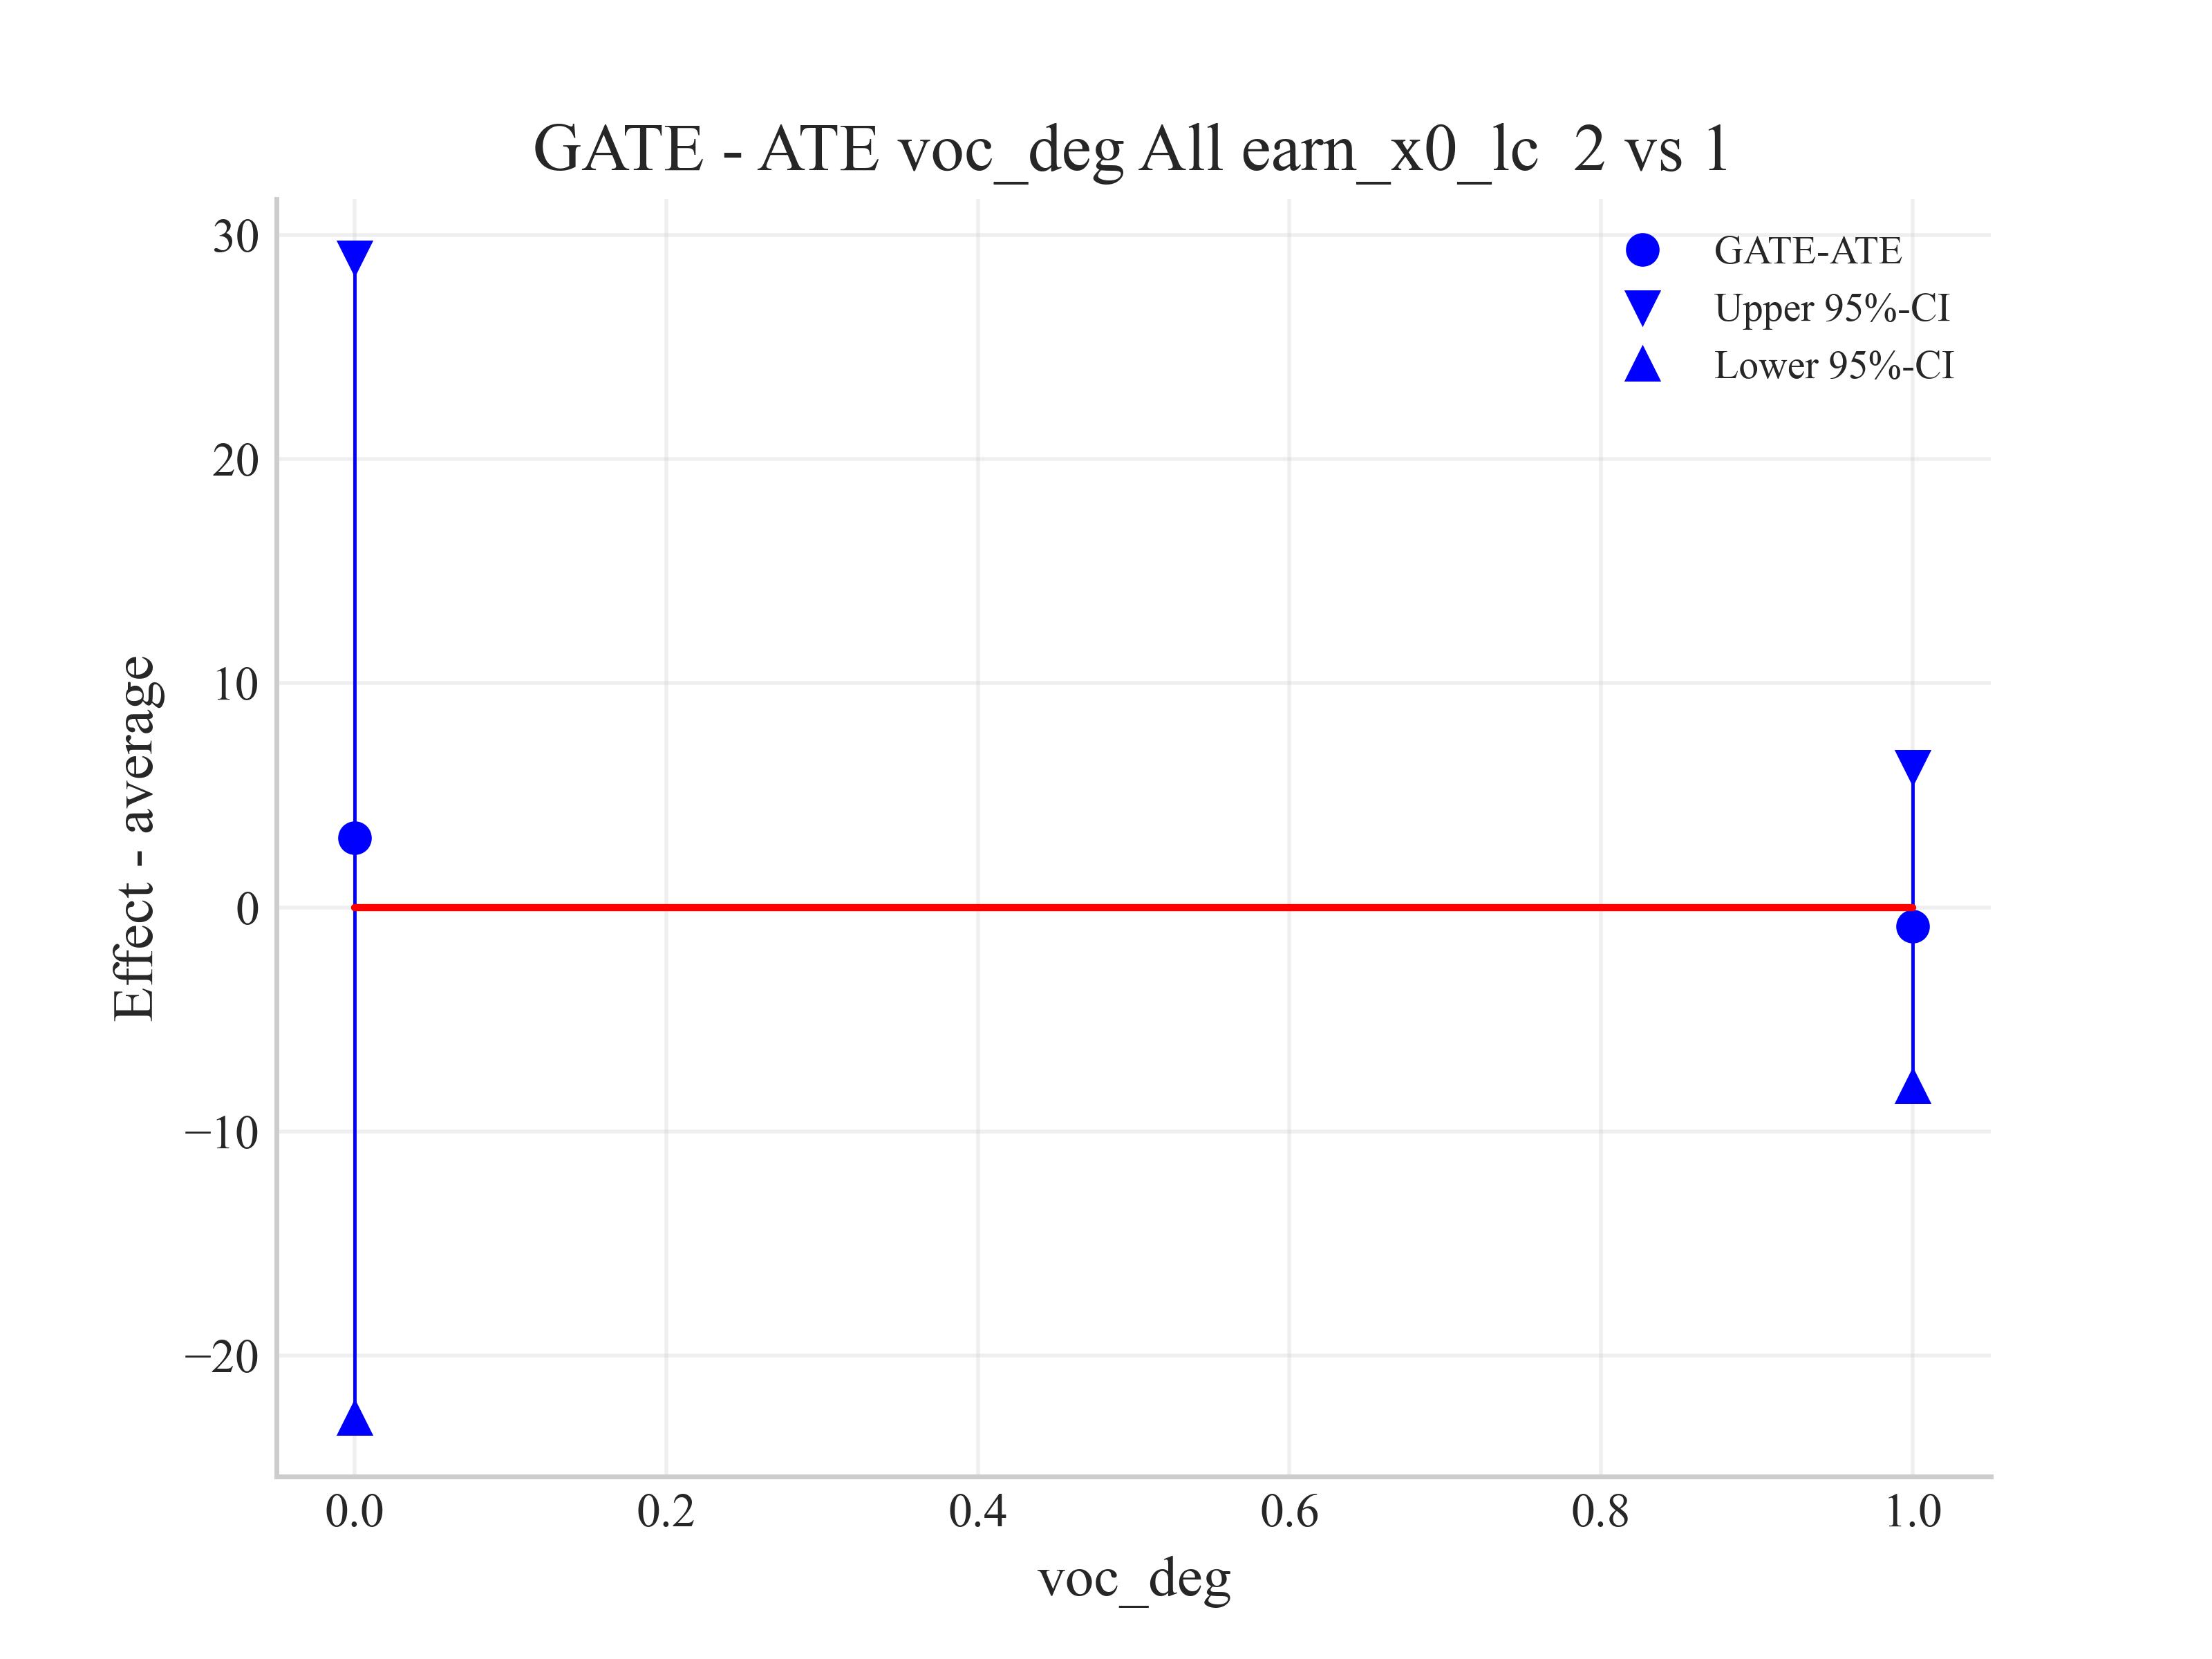 GATE - ATE voc_deg All earn_x0_lc  2 vs 1
GATE-ATE
Upper 95%-CI
Lower 95%-CI
30
20
10
0
−10
−20
Effect - average
0.0 0.2 0.4 0.6 0.8 1.0
voc_deg